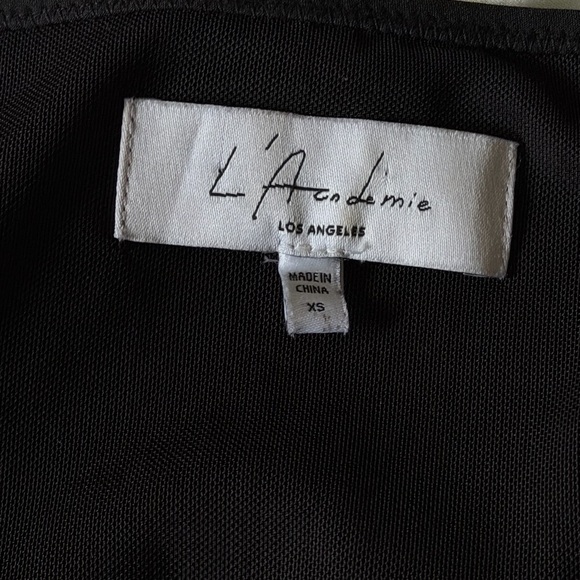 L'Academie
LOS ANGELES
MADE IN
CHINA
XS